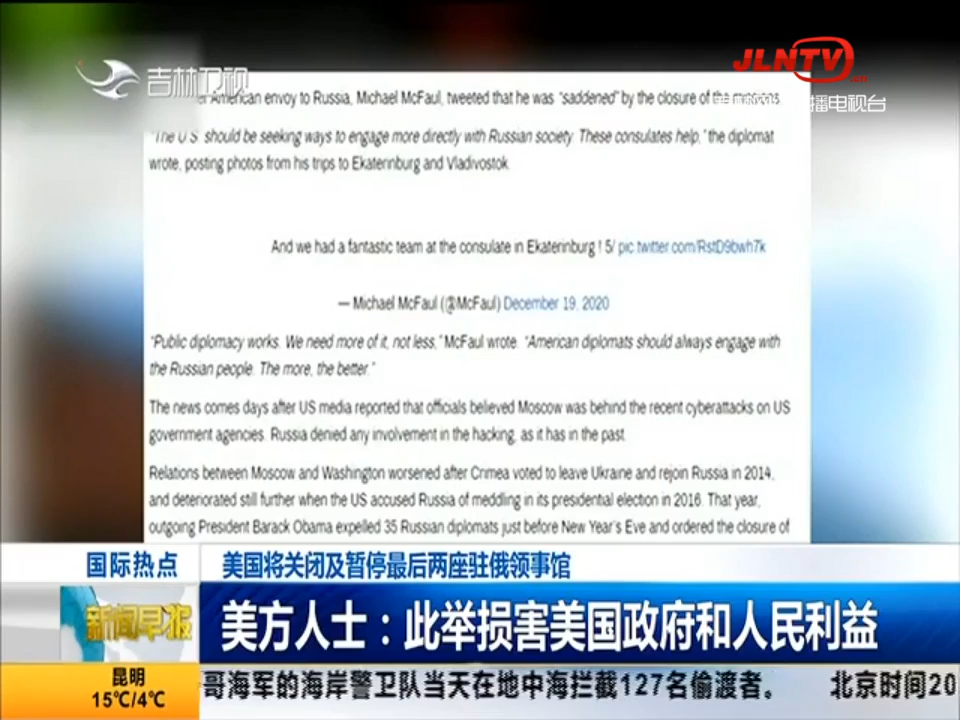 吉林卫视
JLNTV
播电视台
American envoy to Russia, Michael McFaul, tweeted that he was "saddened" by the closure of the missions.
"The U.S. should be seeking ways to engage more directly with Russian society. These consulates help," the diplomat
wrote, posting photos from his trips to Ekaterinburg and Vladivostok.
And we had a fantastic team at the consulate in Ekaterinburg ! 5/ pic.twitter.com/RstD9bwh7k
— Michael McFaul (@McFaul) December 19, 2020
"Public diplomacy works. We need more of it, not less," McFaul wrote. "American diplomats should always engage with
the Russian people. The more, the better."
The news comes days after US media reported that officials believed Moscow was behind the recent cyberattacks on US
government agencies. Russia denied any involvement in the hacking, as it has in the past.
Relations between Moscow and Washington worsened after Crimea voted to leave Ukraine and rejoin Russia in 2014,
and deteriorated still further when the US accused Russia of meddling in its presidential election in 2016. That year,
outgoing President Barack Obama expelled 35 Russian diplomats just before New Year's Eve and ordered the closure of
国际热点
美国将关闭及暂停最后两座驻俄领事馆
新闻早报
美方人士：此举损害美国政府和人民利益
昆明
15℃/4℃
哥海军的海岸警卫队当天在地中海拦截127名偷渡者。 北京时间20